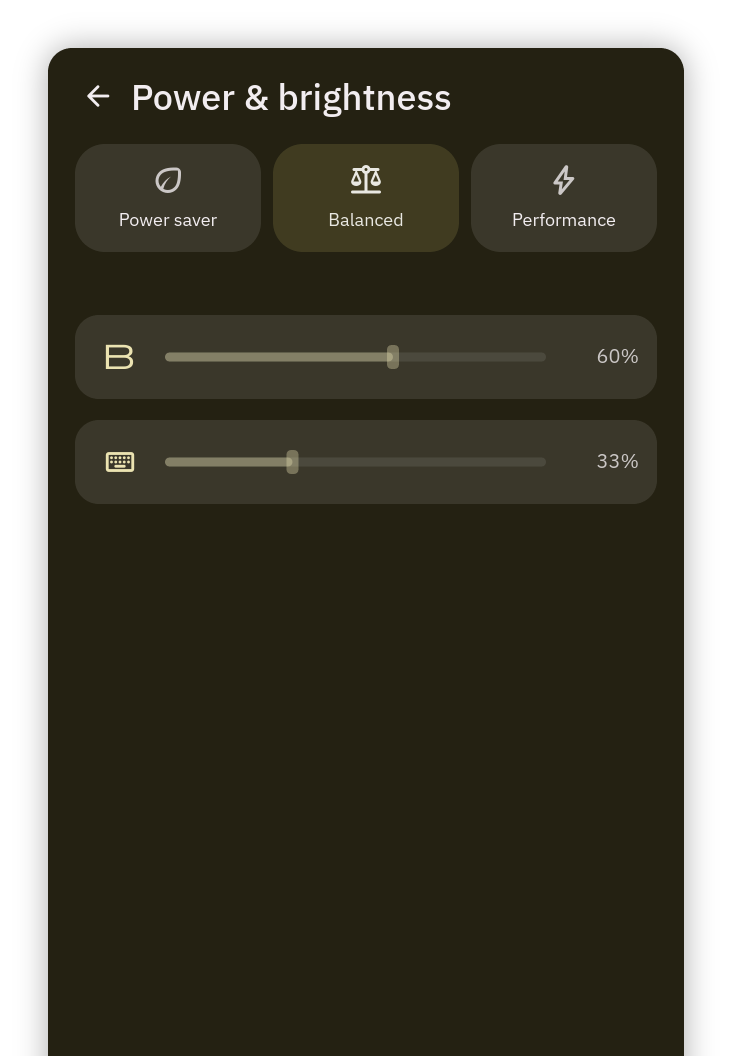 Power & brightness
Power saver
Balanced
Performance
B
60%
33%